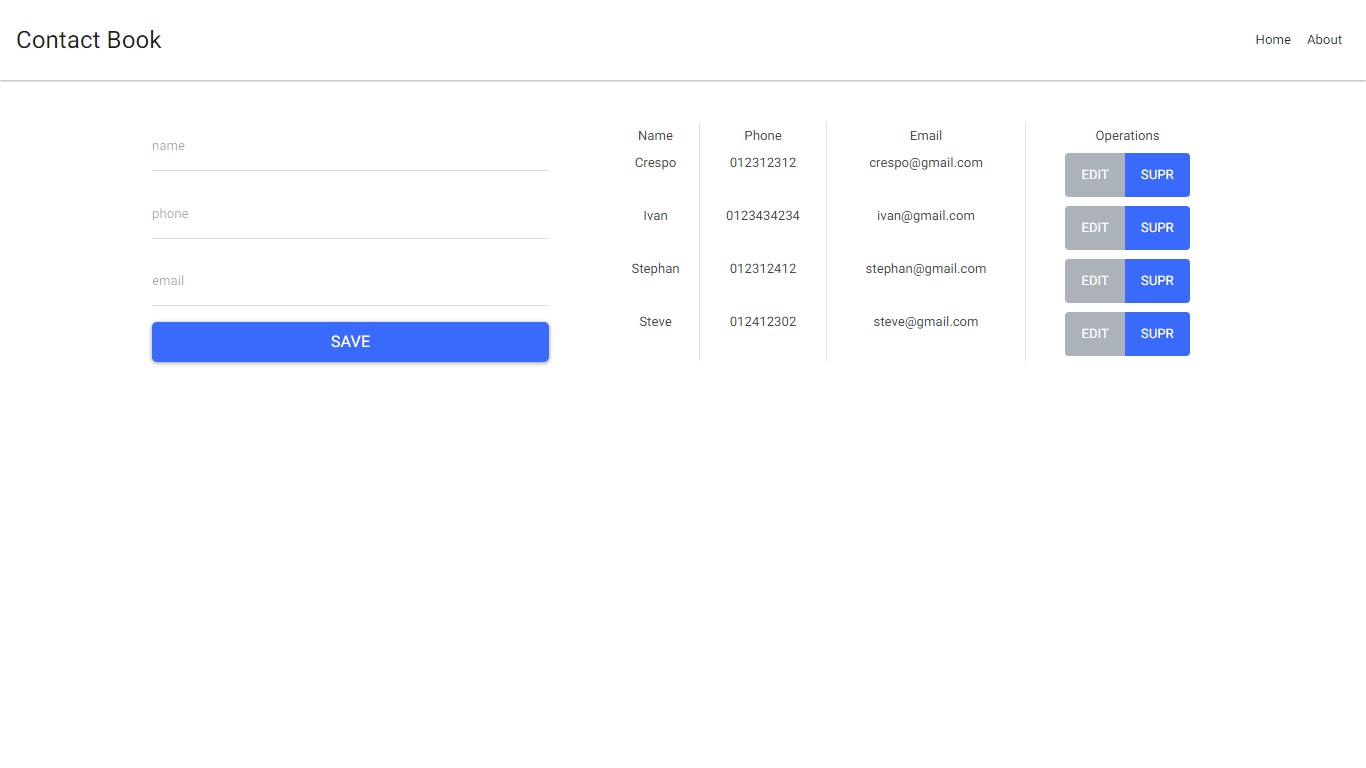 Contact Book
Home About
name
phone
email
SAVE
Name Phone Email Operations
Crespo 012312312 crespo@gmail.com EDIT SUPR
Ivan 0123434234 ivan@gmail.com EDIT SUPR
Stephan 012312412 stephan@gmail.com EDIT SUPR
Steve 012412302 steve@gmail.com EDIT SUPR